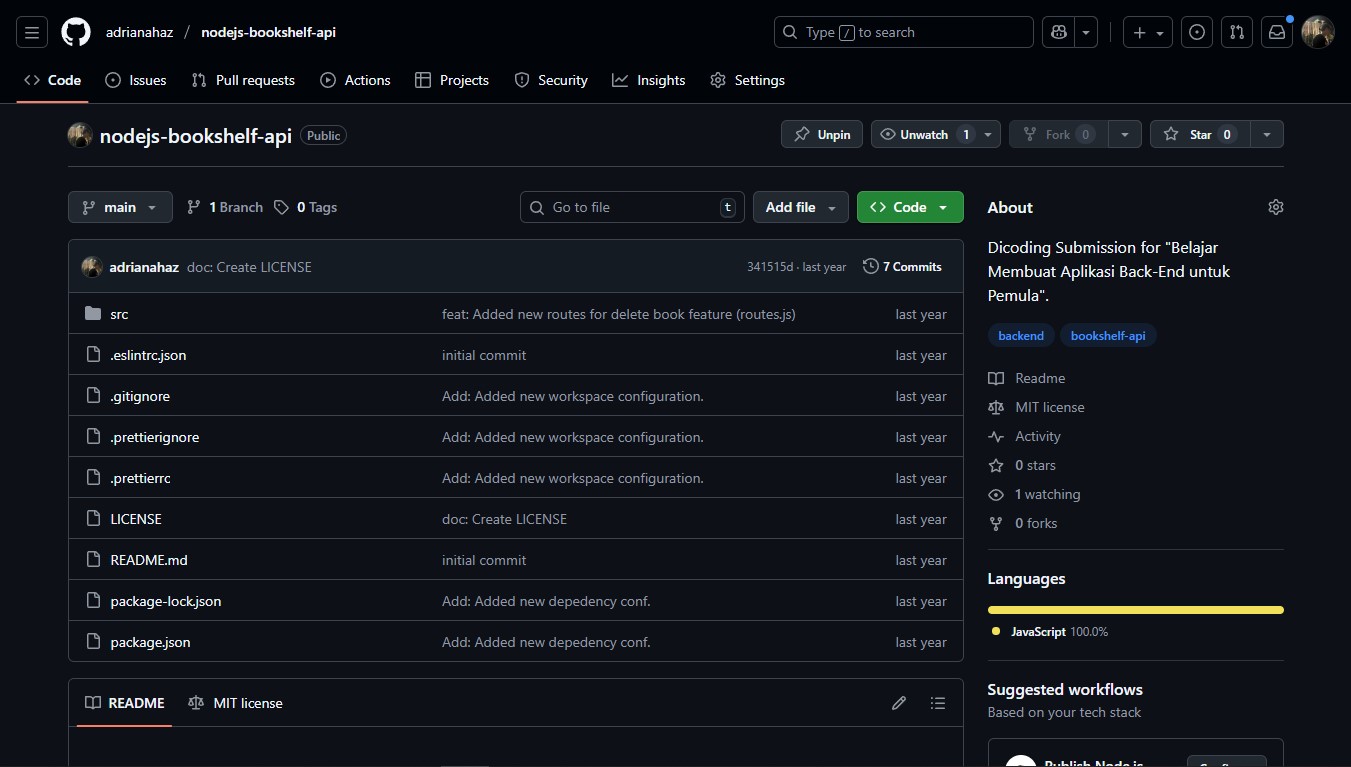 adrianahaz / nodejs-bookshelf-api
Type / to search
Code Issues Pull requests Actions Projects Security Insights Settings
nodejs-bookshelf-api Public
Unpin Unwatch 1 Fork 0 Star 0
main 1 Branch 0 Tags
Go to file t
Add file Code
adrianahaz doc: Create LICENSE 341515d · last year 7 Commits
src feat: Added new routes for delete book feature (routes.js) last year
.eslintrc.json initial commit last year
.gitignore Add: Added new workspace configuration. last year
.prettierignore Add: Added new workspace configuration. last year
.prettierrc Add: Added new workspace configuration. last year
LICENSE doc: Create LICENSE last year
README.md initial commit last year
package-lock.json Add: Added new depedency conf. last year
package.json Add: Added new depedency conf. last year
README MIT license
About
Dicoding Submission for "Belajar
Membuat Aplikasi Back-End untuk
Pemula".
backend bookshelf-api
Readme
MIT license
Activity
0 stars
1 watching
0 forks
Languages
JavaScript 100.0%
Suggested workflows
Based on your tech stack
Publish Node.js